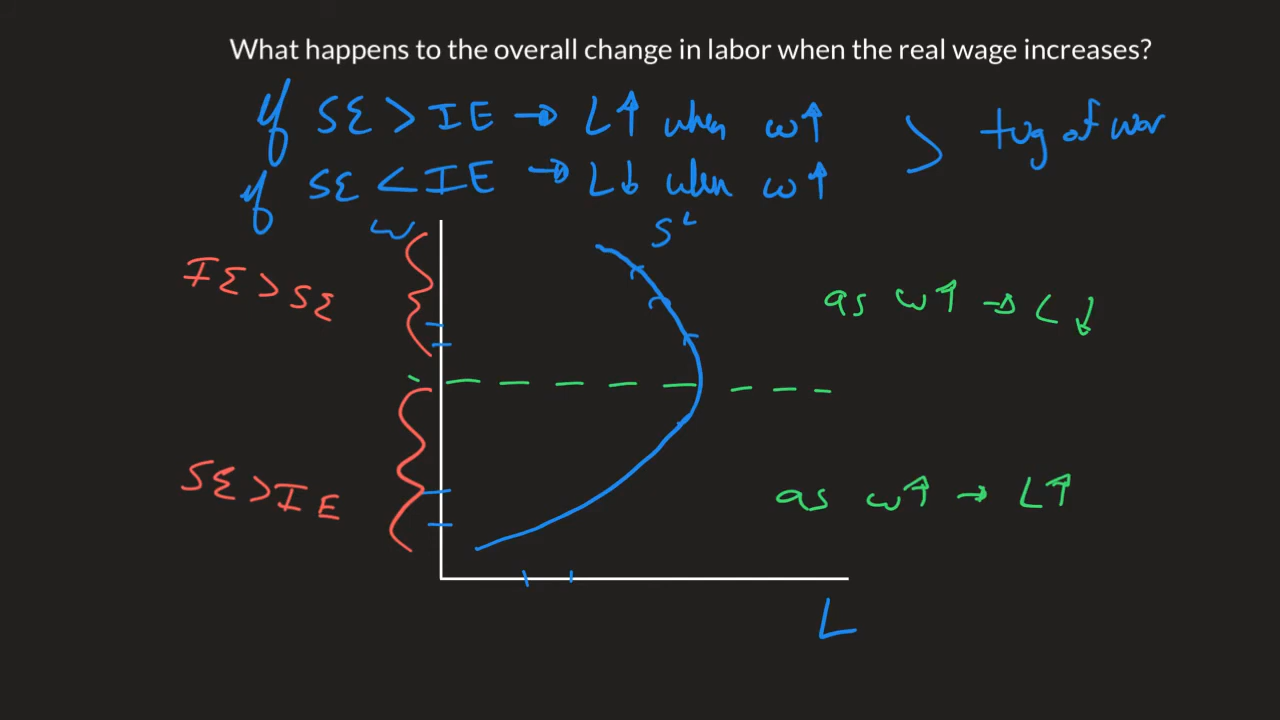 What happens to the overall change in labor when the real wage increases?
if SE > IE → L↑ when w↑
if SE < IE → L↓ when w↑
> tug of war
w
S^L
IE > SE
as w↑ → L↓
SE > IE
as w↑ → L↑
L